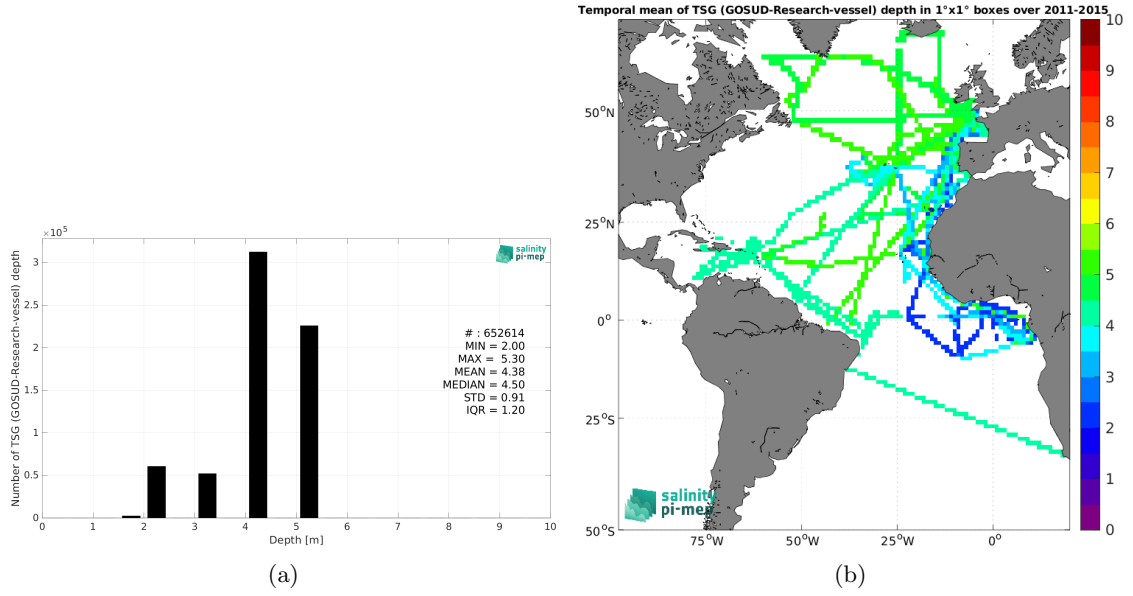 Temporal mean of TSG (GOSUD-Research-vessel) depth in 1°x1° boxes over 2011-2015
×10⁵
3
2.5
2
1.5
1
0.5
0
Number of TSG (GOSUD-Research-vessel) depth
salinity
pi-mep
# : 652614
MIN = 2.00
MAX = 5.30
MEAN = 4.38
MEDIAN = 4.50
STD = 0.91
IQR = 1.20
0 1 2 3 4 5 6 7 8 9 10
Depth [m]
(a)
50°N
25°N
0°
25°S
50°S
salinity
pi-mep
75°W 50°W 25°W 0°
10
9
8
7
6
5
4
3
2
1
0
(b)